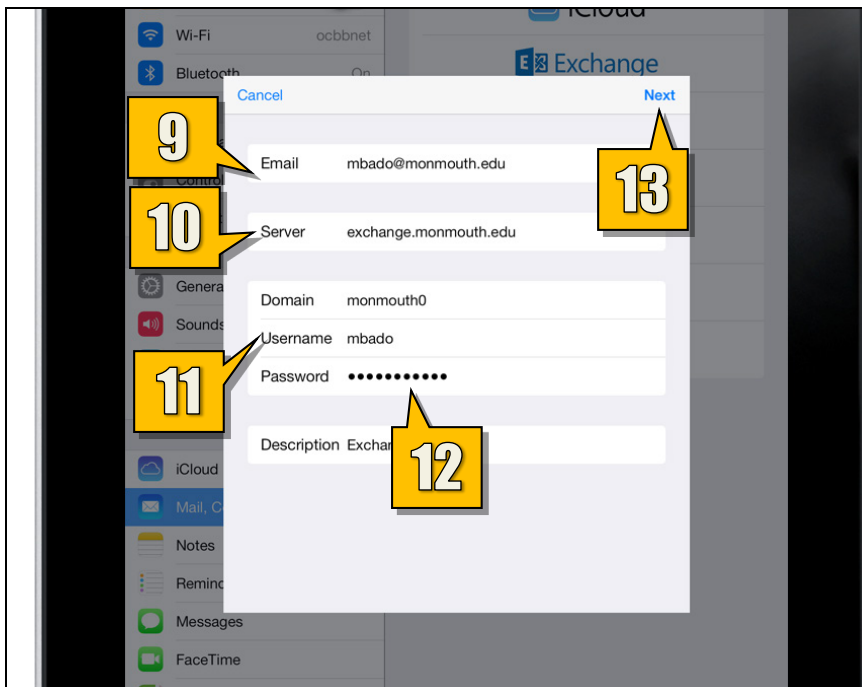 iCloud
Wi-Fi ocbbnet
Exchange
Bluetooth On
Cancel Next
9
Email mbado@monmouth.edu
13
Control
10
Server exchange.monmouth.edu
Genera
Domain monmouth0
Sounds
Username mbado
11
Password ●●●●●●●●●●●
12
Description Exchan
iCloud
Mail, C
Notes
Remind
Messages
FaceTime